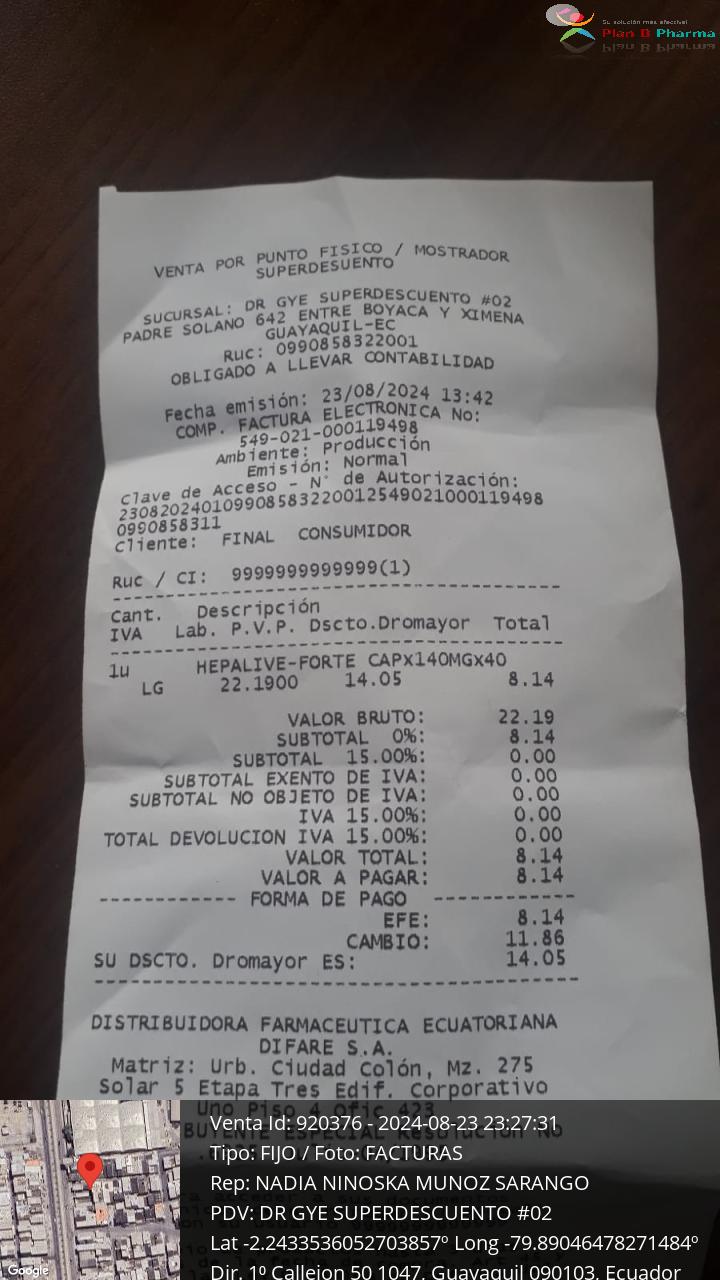 Su solución más efectiva!
Plan B Pharma
VENTA POR PUNTO FISICO / MOSTRADOR
SUPERDESUENTO
SUCURSAL: DR GYE SUPERDESCUENTO #02
PADRE SOLANO 642 ENTRE BOYACA Y XIMENA
GUAYAQUIL-EC
Ruc: 0990858322001
OBLIGADO A LLEVAR CONTABILIDAD
Fecha emisión: 23/08/2024 13:42
COMP. FACTURA ELECTRONICA No:
549-021-000119498
Ambiente: Producción
Emisión: Normal
Clave de Acceso - N° de Autorización:
230820240109908583220012549021000119498
0990858311
Cliente: FINAL CONSUMIDOR
Ruc / CI: 9999999999999(1)
Cant. Descripción
IVA Lab. P.V.P. Dscto.Dromayor Total
1u HEPALIVE-FORTE CAPx140MGx40
LG 22.1900 14.05 8.14
VALOR BRUTO: 22.19
SUBTOTAL 0%: 8.14
SUBTOTAL 15.00%: 0.00
SUBTOTAL EXENTO DE IVA: 0.00
SUBTOTAL NO OBJETO DE IVA: 0.00
IVA 15.00%: 0.00
TOTAL DEVOLUCION IVA 15.00%: 0.00
VALOR TOTAL: 8.14
VALOR A PAGAR: 8.14
------------ FORMA DE PAGO ------------
EFE: 8.14
CAMBIO: 11.86
SU DSCTO. Dromayor ES: 14.05
DISTRIBUIDORA FARMACEUTICA ECUATORIANA
DIFARE S.A.
Matriz: Urb. Ciudad Colón, Mz. 275
Solar 5 Etapa Tres Edif. Corporativo
Uno Piso 4 Ofic 423
Venta Id: 920376 - 2024-08-23 23:27:31
Tipo: FIJO / Foto: FACTURAS
Rep: NADIA NINOSKA MUNOZ SARANGO
PDV: DR GYE SUPERDESCUENTO #02
Lat -2.2433536052703857º Long -79.89046478271484º
Dir. 1º Callejon 50 1047, Guayaquil 090103, Ecuador
Google